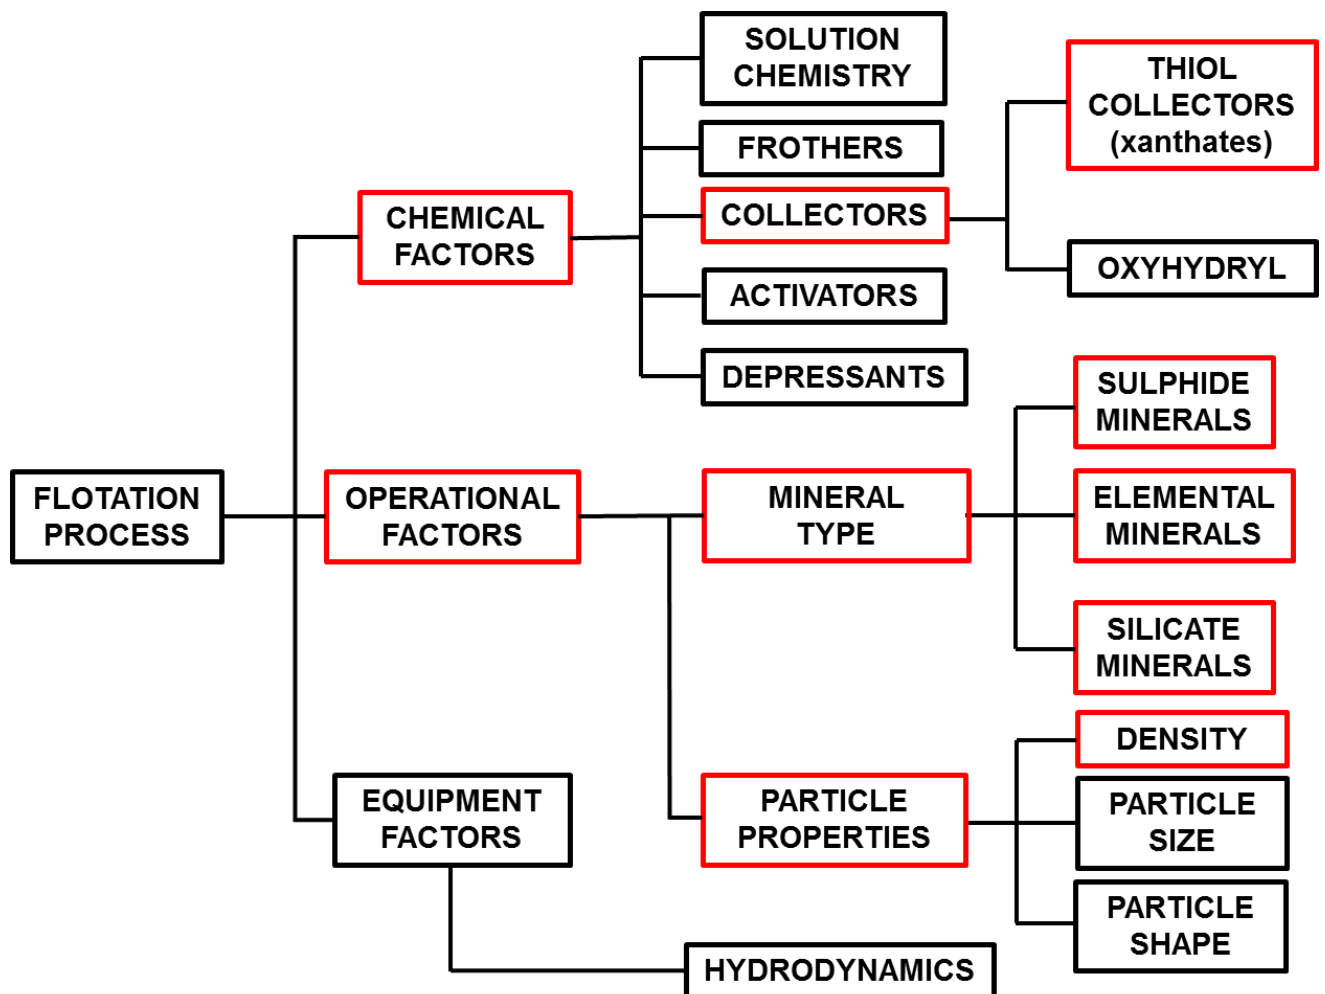 SOLUTION
CHEMISTRY
FROTHERS
COLLECTORS
ACTIVATORS
DEPRESSANTS
THIOL
COLLECTORS
(xanthates)
OXYHYDRYL
CHEMICAL
FACTORS
FLOTATION
PROCESS
OPERATIONAL
FACTORS
MINERAL
TYPE
SULPHIDE
MINERALS
ELEMENTAL
MINERALS
SILICATE
MINERALS
EQUIPMENT
FACTORS
PARTICLE
PROPERTIES
DENSITY
PARTICLE
SIZE
PARTICLE
SHAPE
HYDRODYNAMICS